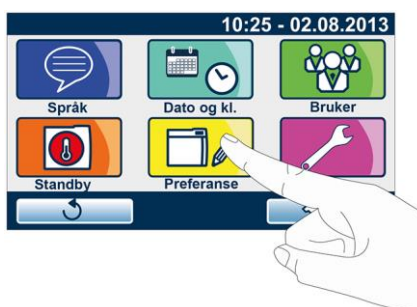 10:25 - 02.08.2013
Språk Dato og kl. Bruker
Standby Preferanse